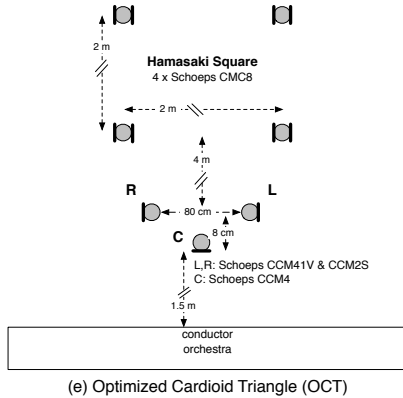 2 m
Hamasaki Square
4 x Schoeps CMC8
2 m
4 m
R
L
80 cm
C
8 cm
L,R: Schoeps CCM41V & CCM2S
C: Schoeps CCM4
1.5 m
conductor
orchestra
(e) Optimized Cardioid Triangle (OCT)